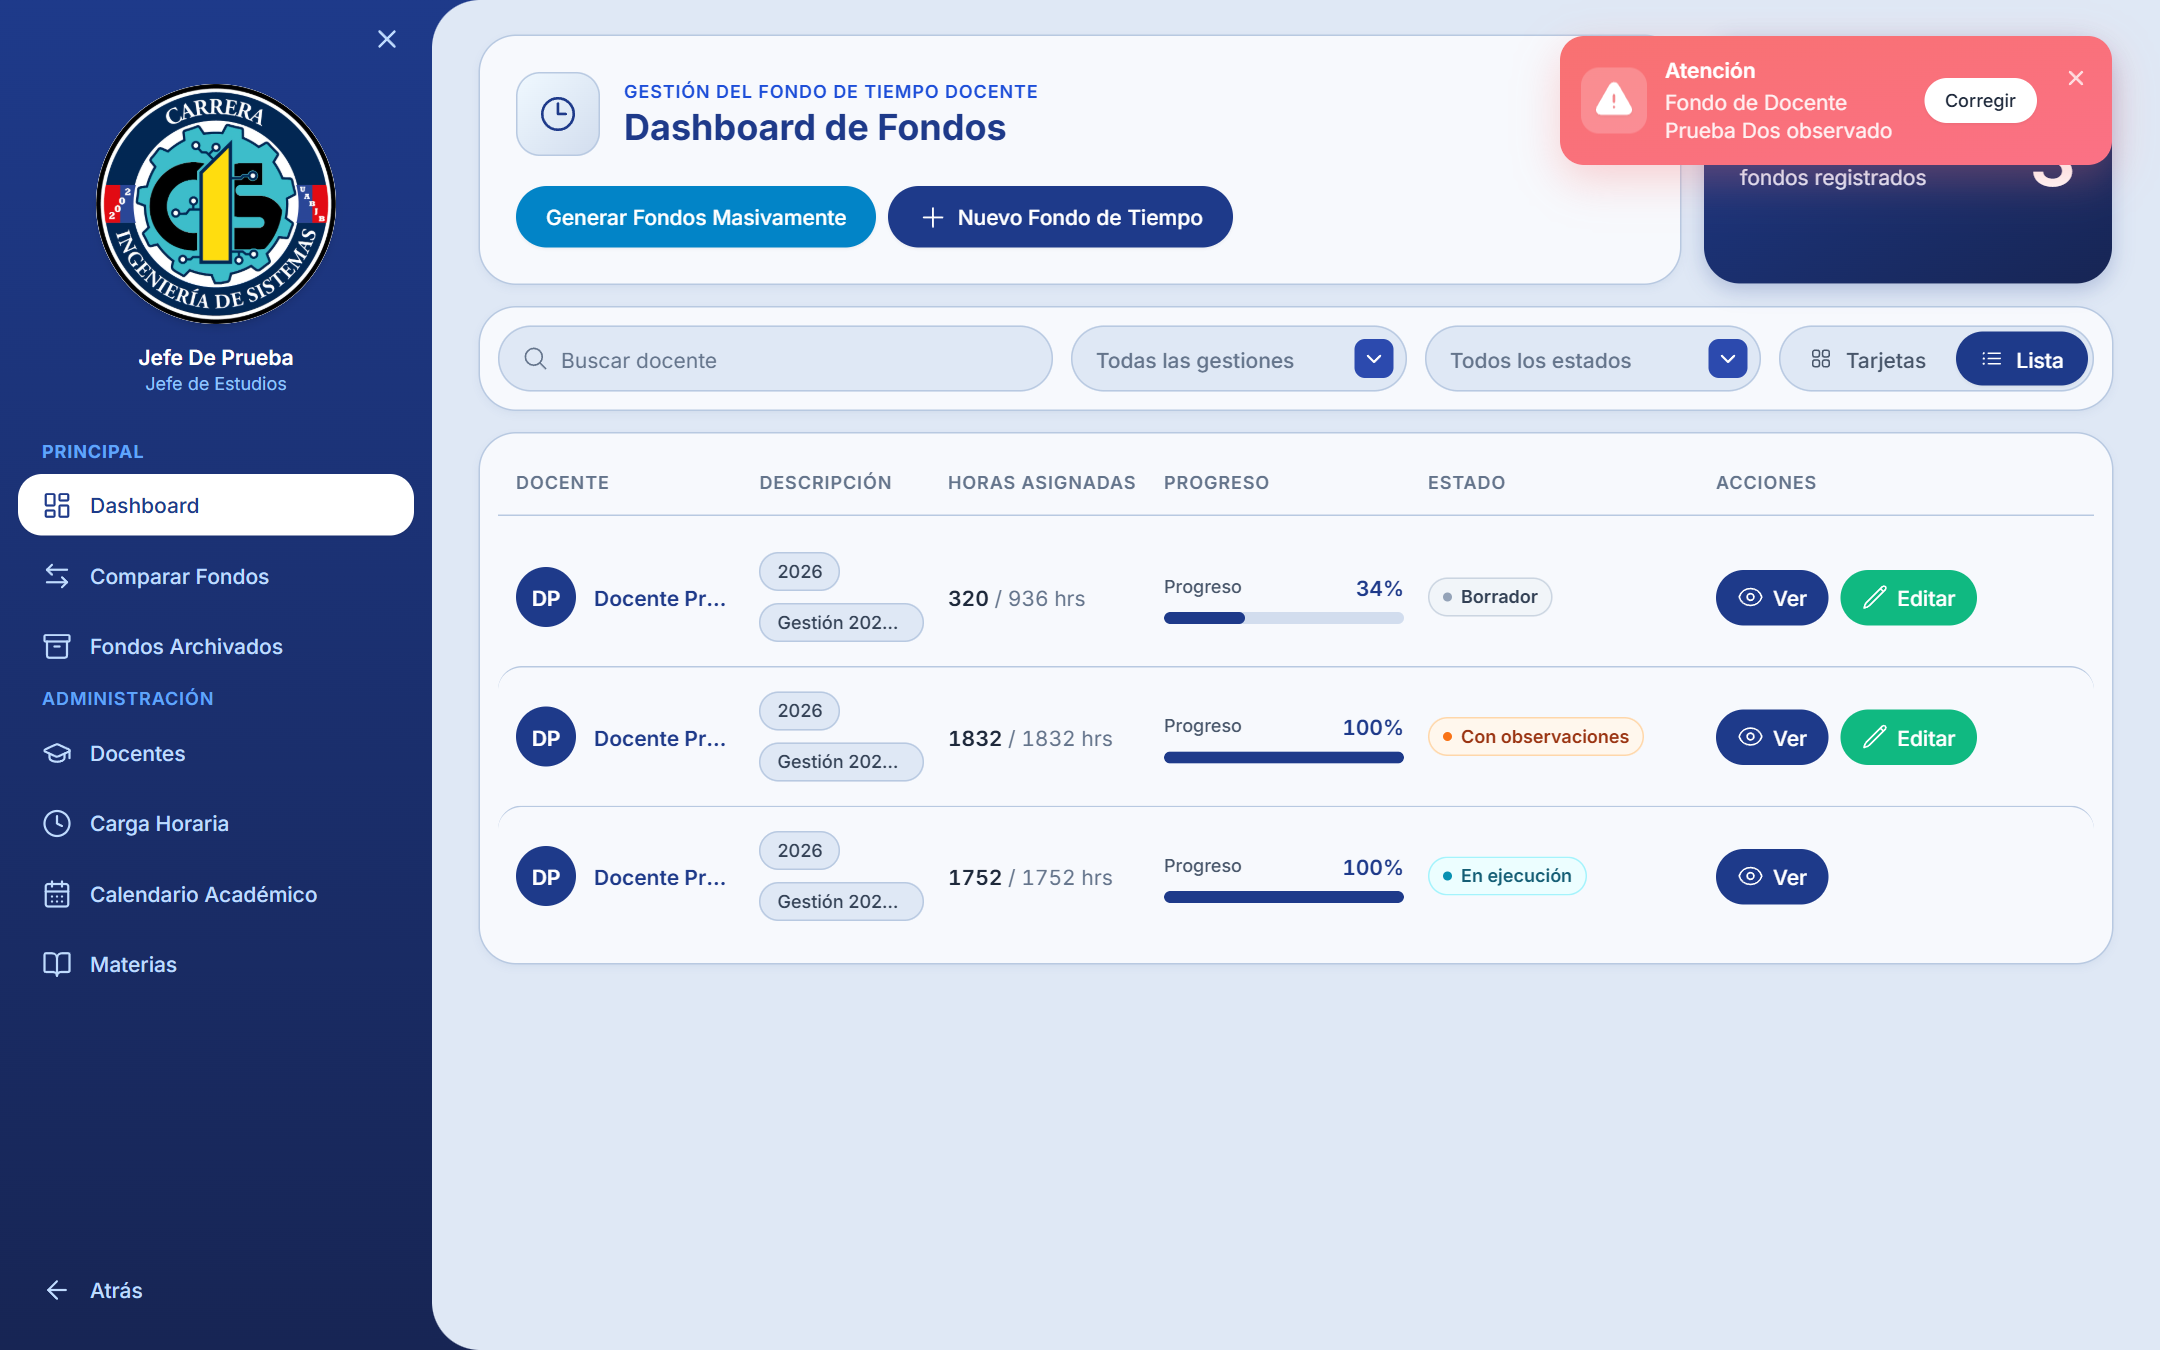 CARRERA
2002
UABJB
INGENIERÍA DE SISTEMAS
Jefe De Prueba
Jefe de Estudios
PRINCIPAL
Dashboard
Comparar Fondos
Fondos Archivados
ADMINISTRACIÓN
Docentes
Carga Horaria
Calendario Académico
Materias
Atrás
GESTIÓN DEL FONDO DE TIEMPO DOCENTE
Dashboard de Fondos
Generar Fondos Masivamente
Nuevo Fondo de Tiempo
Atención
Fondo de Docente
Prueba Dos observado
Corregir
fondos registrados
Buscar docente
Todas las gestiones
Todos los estados
Tarjetas
Lista
DOCENTE DESCRIPCIÓN HORAS ASIGNADAS PROGRESO ESTADO ACCIONES
DP Docente Pr... 2026 Gestión 202... 320 / 936 hrs Progreso 34% Borrador Ver Editar
DP Docente Pr... 2026 Gestión 202... 1832 / 1832 hrs Progreso 100% Con observaciones Ver Editar
DP Docente Pr... 2026 Gestión 202... 1752 / 1752 hrs Progreso 100% En ejecución Ver